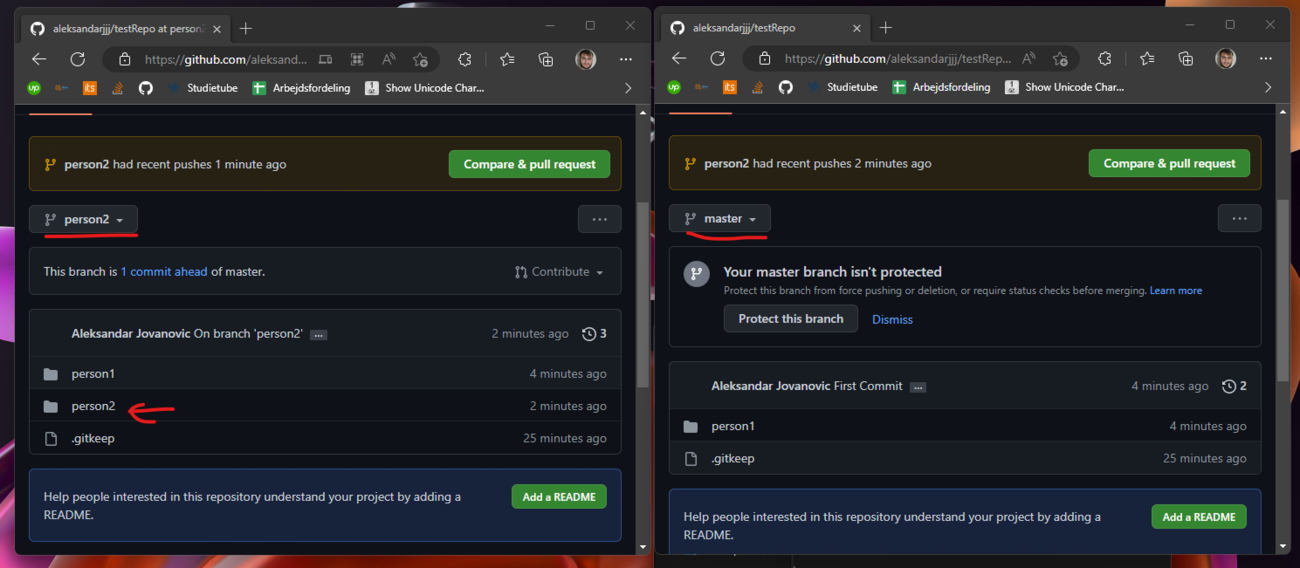 aleksandarjjj/testRepo at person2
https://github.com/aleksand...
up
its
Studietube
Arbejdsfordeling
Show Unicode Char...
person2 had recent pushes 1 minute ago
Compare & pull request
person2
This branch is 1 commit ahead of master.
Contribute
Aleksandar Jovanovic On branch 'person2' ...
2 minutes ago
3
person1
4 minutes ago
person2
2 minutes ago
.gitkeep
25 minutes ago
Help people interested in this repository understand your project by adding a
README.
Add a README
aleksandarjjj/testRepo
https://github.com/aleksandarjjj/testRep...
up
its
Studietube
Arbejdsfordeling
Show Unicode Char...
person2 had recent pushes 2 minutes ago
Compare & pull request
master
Your master branch isn't protected
Protect this branch from force pushing or deletion, or require status checks before merging. Learn more
Protect this branch
Dismiss
Aleksandar Jovanovic First Commit ...
4 minutes ago
2
person1
4 minutes ago
.gitkeep
25 minutes ago
Help people interested in this repository understand your project by adding a
README.
Add a README